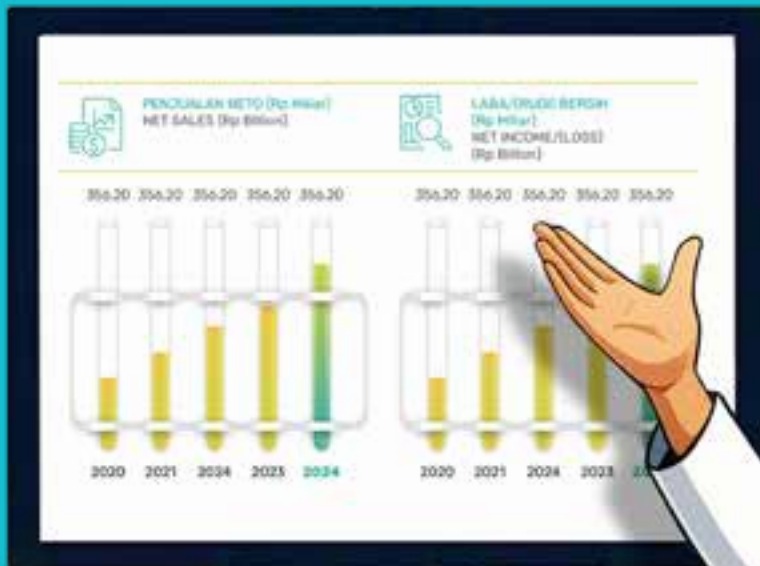 PENJUALAN NETO (Rp Miliar)
NET SALES (Rp Billion)
LABA/(RUGI) BERSIH
(Rp Miliar)
NET INCOME/(LOSS)
(Rp Billion)
356.20 356.20 356.20 356.20 356.20
356.20 356.20 356.20 356.20 356.20
2020 2021 2024 2023 2024
2020 2021 2024 2023